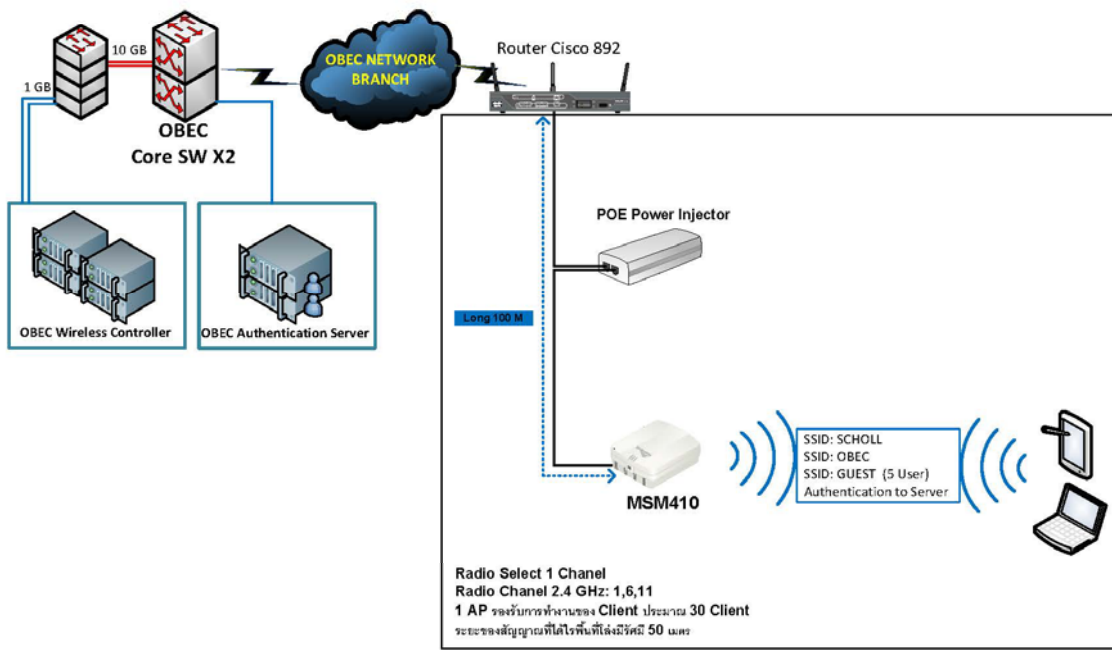 10 GB
1 GB
OBEC
Core SW X2
OBEC NETWORK
BRANCH
Router Cisco 892
OBEC Wireless Controller
OBEC Authentication Server
POE Power Injector
Long 100 M
MSM410
SSID: SCHOLL
SSID: OBEC
SSID: GUEST (5 User)
Authentication to Server
Radio Select 1 Chanel
Radio Chanel 2.4 GHz: 1,6,11
1 AP รองรับการทำงานของ Client ประมาณ 30 Client
ระยะของสัญญาณที่ได้ไรพื้นที่โล่งมีรัศมี 50 เมตร